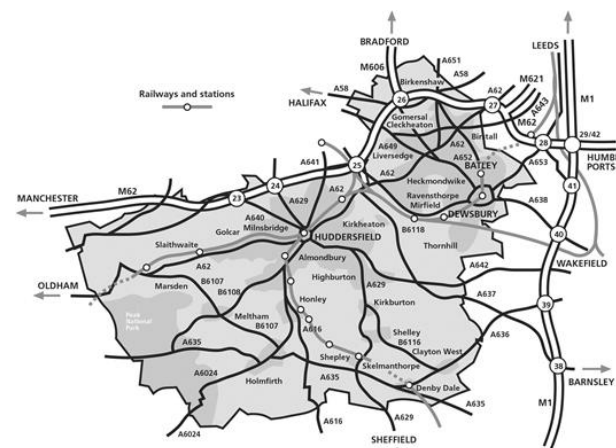 BRADFORD
LEEDS
M606
A651
Birkenshaw
A58
A62
M621
A643
M1
Railways and stations
A58
HALIFAX
26
27
Gomersal
Cleckheaton
Birstall
M62
28
29/42
A649
Liversedge
A62
A652
BATLEY
A653
HUMBER
PORTS
A641
25
Heckmondwike
41
MANCHESTER
M62
24
23
A629
A62
Ravensthorpe
Mirfield
DEWSBURY
A638
A640
Milnsbridge
Golcar
Kirkheaton
B6118
40
HUDDERSFIELD
Thornhill
WAKEFIELD
Slaithwaite
A62
Almondbury
A642
OLDHAM
B6107
B6108
Marsden
Highburton
A629
Kirkburton
A637
Honley
39
Peak
National
Park
Meltham
B6107
A616
Shelley
B6116
A636
A635
Clayton West
Shepley
Skelmanthorpe
38
BARNSLEY
A6024
Holmfirth
A635
Denby Dale
A635
M1
A6024
A616
A629
SHEFFIELD